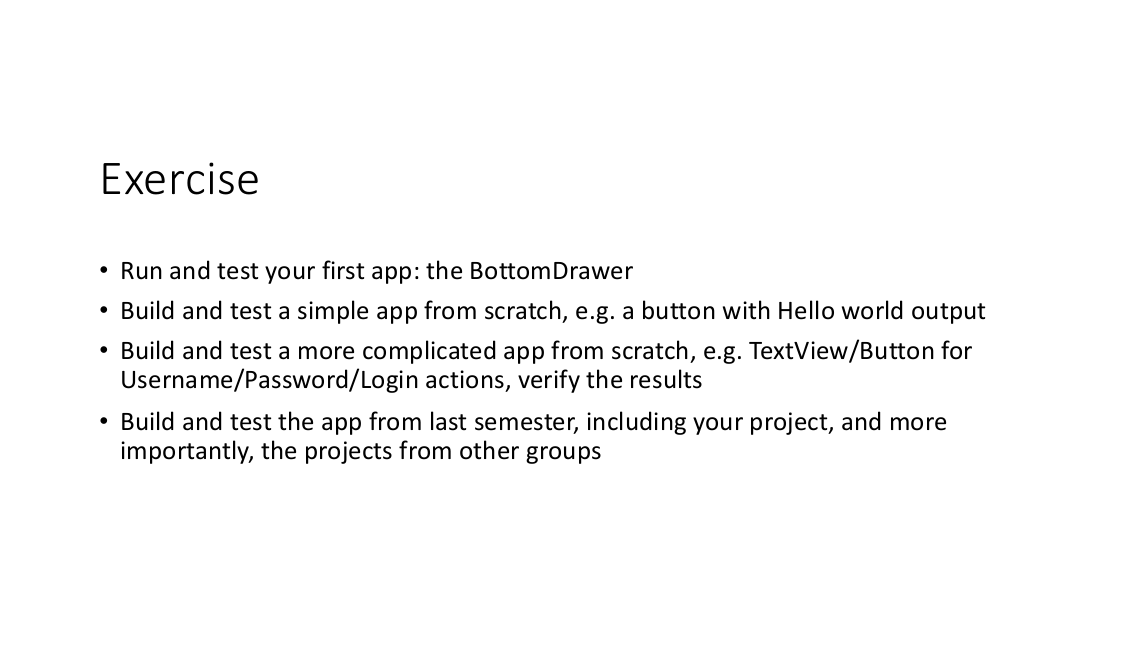 Exercise
• Run and test your first app: the BottomDrawer
• Build and test a simple app from scratch, e.g. a button with Hello world output
• Build and test a more complicated app from scratch, e.g. TextView/Button for
Username/Password/Login actions, verify the results
• Build and test the app from last semester, including your project, and more
importantly, the projects from other groups